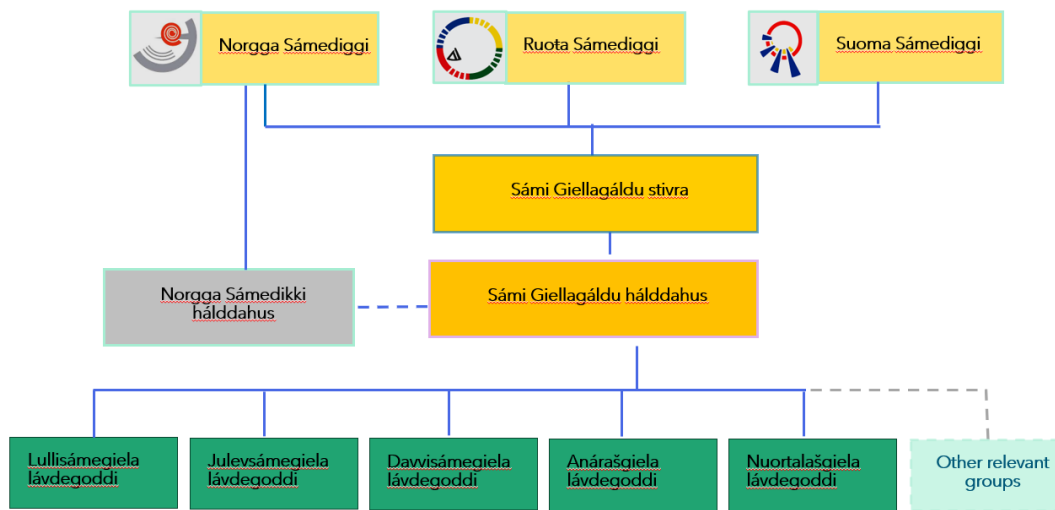 Norgga Sámediggi
Ruoŧa Sámediggi
Suoma Sámediggi
Sámi Giellagáldu stivra
Norgga Sámedikki
hálddahus
Sámi Giellagáldu hálddahus
Lullisámegiela
lávdegoddi
Julevsámegiela
lávdegoddi
Davvisámegiela
lávdegoddi
Anárašgiela
lávdegoddi
Nuortalašgiela
lávdegoddi
Other relevant
groups